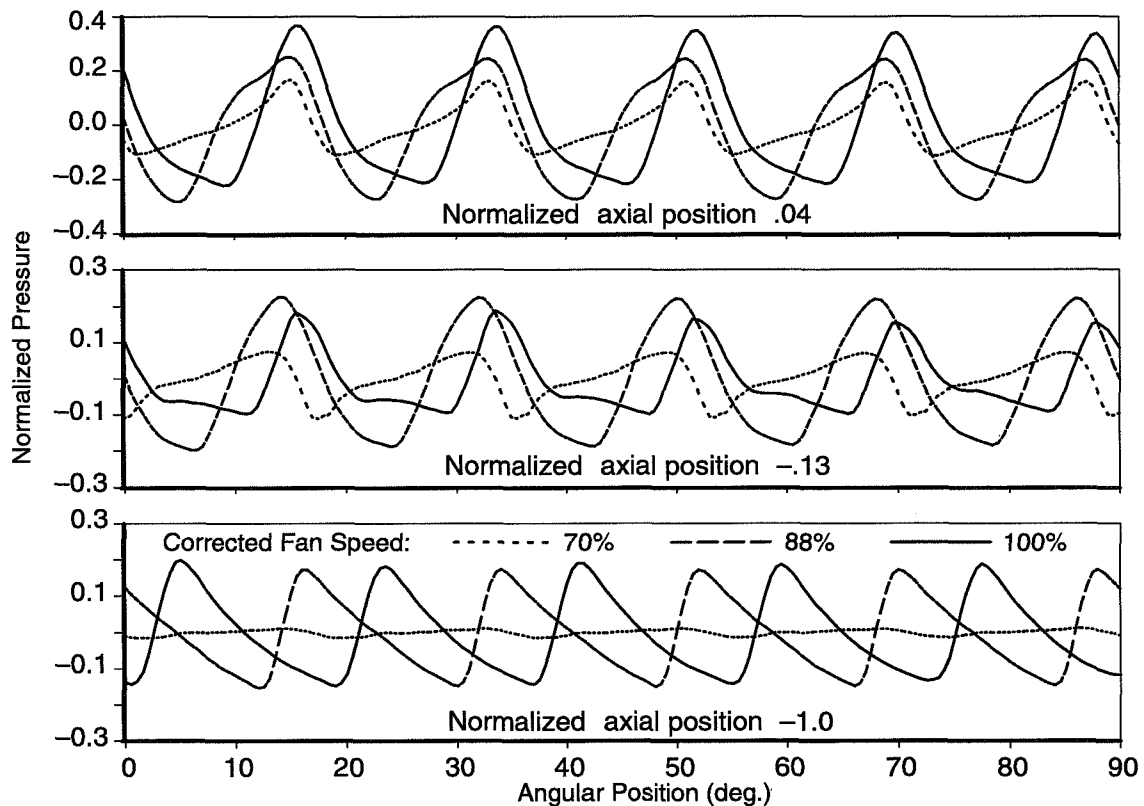 0.4
0.2
0.0
−0.2
−0.4
Normalized axial position .04
0.3
0.1
−0.1
−0.3
Normalized axial position −.13
Normalized Pressure
0.3
0.1
−0.1
−0.3
Corrected Fan Speed: 70% 88% 100%
Normalized axial position −1.0
0 10 20 30 40 50 60 70 80 90
Angular Position (deg.)